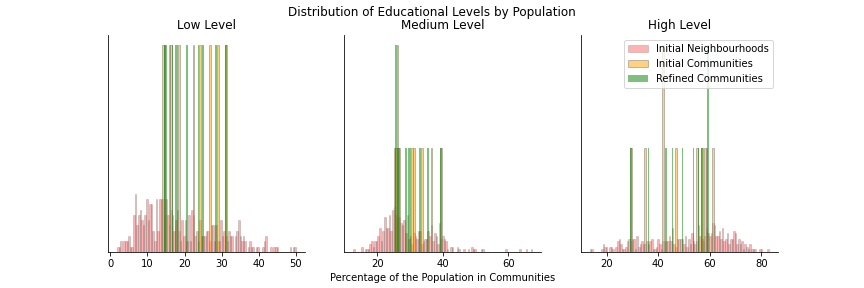 Distribution of Educational Levels by Population
Low Level
Medium Level
High Level
Initial Neighbourhoods
Initial Communities
Refined Communities
0 10 20 30 40 50
20 40 60
20 40 60 80
Percentage of the Population in Communities